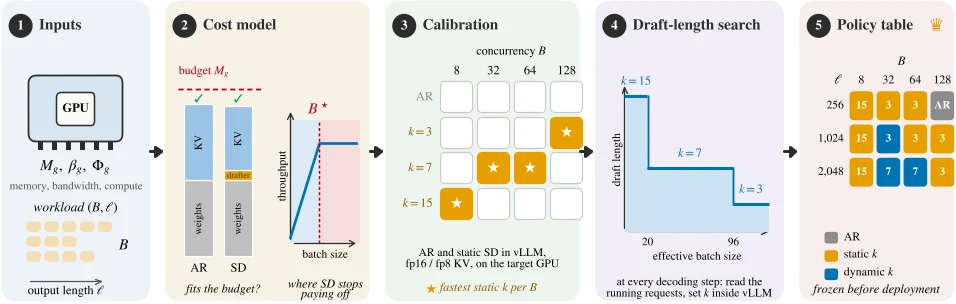 1 Inputs
GPU
M_g, β_g, Φ_g
memory, bandwidth, compute
workload (B, ℓ)
B
output length ℓ
2 Cost model
budget M_g
✓ ✓
KV KV
drafter
weights weights
AR SD
fits the budget?
B★
throughput
batch size
where SD stops
paying off
3 Calibration
concurrency B
8 32 64 128
AR
k = 3 ★
k = 7 ★ ★
k = 15 ★
AR and static SD in vLLM,
fp16 / fp8 KV, on the target GPU
★ fastest static k per B
4 Draft-length search
k = 15
k = 7
k = 3
draft length
20 96
effective batch size
at every decoding step: read the
running requests, set k inside vLLM
5 Policy table ♛
B
ℓ 8 32 64 128
256 15 3 3 AR
1,024 15 3 3 3
2,048 15 7 7 3
AR
static k
dynamic k
frozen before deployment